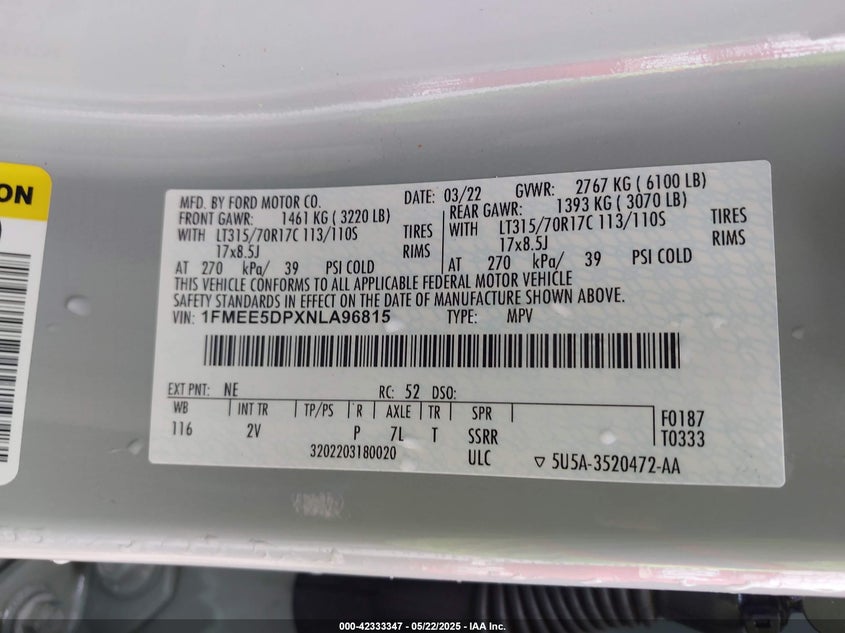 ON
MFD. BY FORD MOTOR CO. DATE: 03/22 GVWR: 2767 KG ( 6100 LB)
FRONT GAWR: 1461 KG ( 3220 LB) REAR GAWR: 1393 KG ( 3070 LB)
WITH LT315/70R17C 113/110S TIRES WITH LT315/70R17C 113/110S TIRES
17x8.5J RIMS 17x8.5J RIMS
AT 270 kPa/ 39 PSI COLD AT 270 kPa/ 39 PSI COLD
THIS VEHICLE CONFORMS TO ALL APPLICABLE FEDERAL MOTOR VEHICLE
SAFETY STANDARDS IN EFFECT ON THE DATE OF MANUFACTURE SHOWN ABOVE.
VIN: 1FMEE5DPXNLA96815 TYPE: MPV
EXT PNT: NE RC: 52 DSO:
WB INT TR TP/PS R AXLE TR SPR F0187
116 2V P 7L T SSRR T0333
3202203180020 ULC ▽ 5U5A-3520472-AA
000-42333347 - 05/22/2025 - IAA Inc.